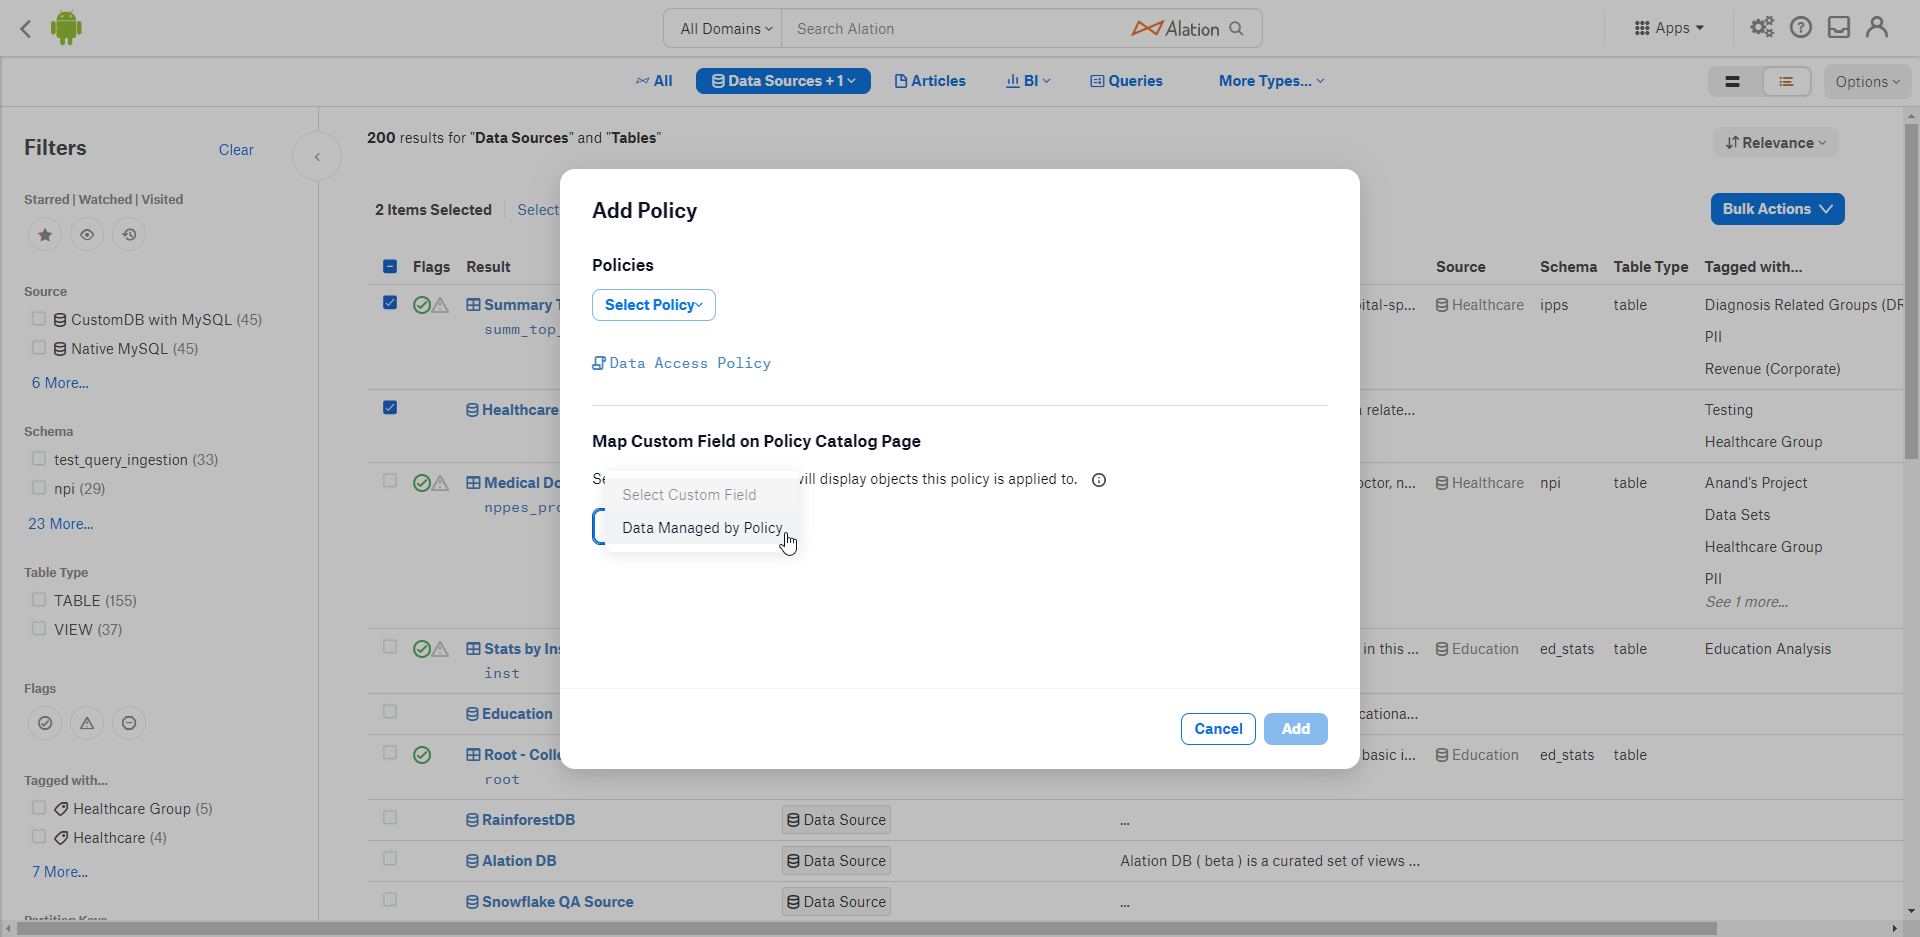 All Domains
Search Alation
Alation
Apps
All
Data Sources + 1
Articles
BI
Queries
More Types...
Options
Filters
Clear
200 results for "Data Sources" and "Tables"
Relevance
Starred | Watched | Visited
2 Items Selected
Select
Bulk Actions
Flags
Result
Source
Schema
Table Type
Tagged with...
Source
CustomDB with MySQL (45)
Native MySQL (45)
6 More...
Schema
test_query_ingestion (33)
npi (29)
23 More...
Table Type
TABLE (155)
VIEW (37)
Flags
Tagged with...
Healthcare Group (5)
Healthcare (4)
7 More...
Partition Keys
Summary
summ_top_
ital-sp...
Healthcare
ipps
table
Diagnosis Related Groups (DR
PII
Revenue (Corporate)
Healthcare
relate...
Testing
Healthcare Group
Medical Do
nppes_pro
octor, n...
Healthcare
npi
table
Anand's Project
Data Sets
Healthcare Group
PII
See 1 more...
Stats by Ins
inst
in this ...
Education
ed_stats
table
Education Analysis
Education
cationa...
Root - Colle
root
basic i...
Education
ed_stats
table
RainforestDB
Data Source
...
Alation DB
Data Source
Alation DB ( beta ) is a curated set of views ...
Snowflake QA Source
Data Source
...
Add Policy
Policies
Select Policy
Data Access Policy
Map Custom Field on Policy Catalog Page
will display objects this policy is applied to.
Select Custom Field
Data Managed by Policy
Cancel
Add